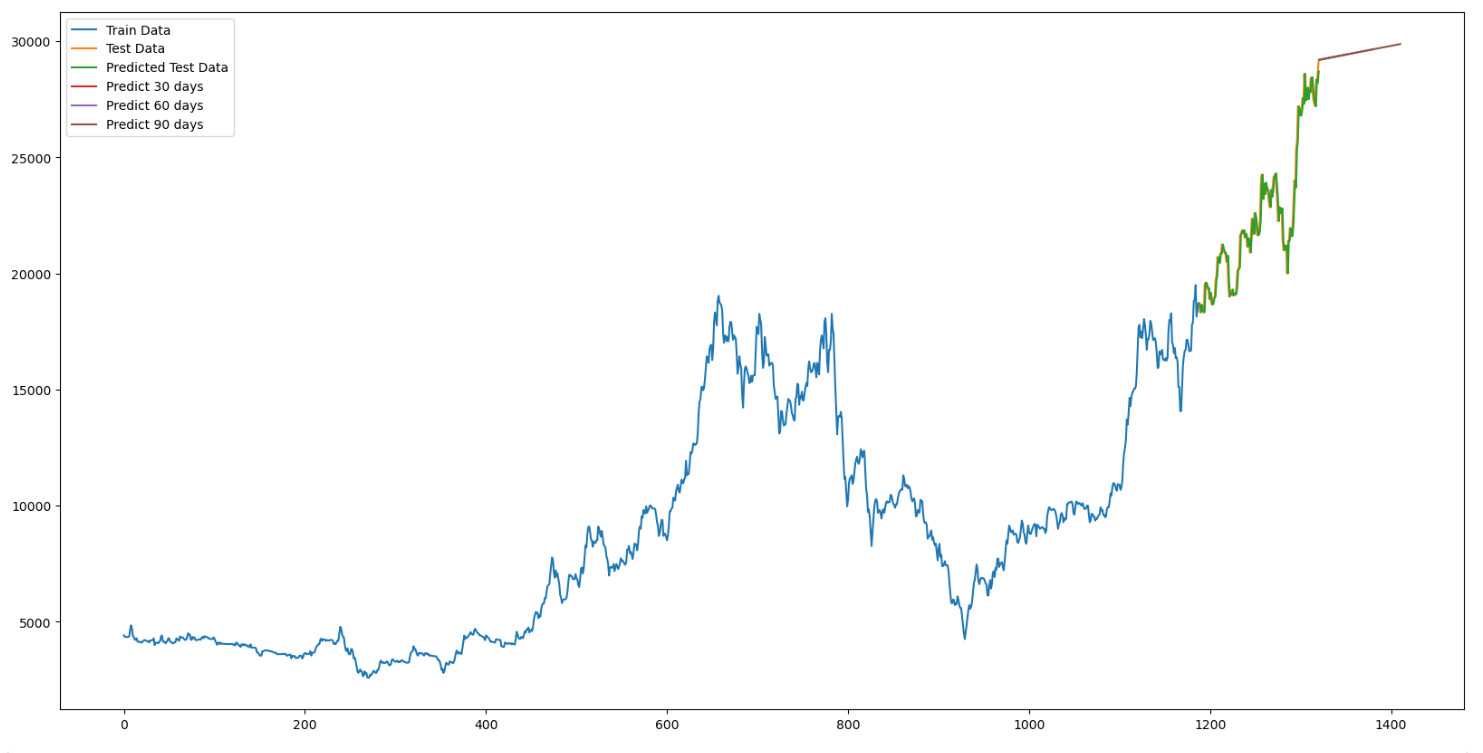 Train Data
Test Data
Predicted Test Data
Predict 30 days
Predict 60 days
Predict 90 days
30000
25000
20000
15000
10000
5000
0 200 400 600 800 1000 1200 1400